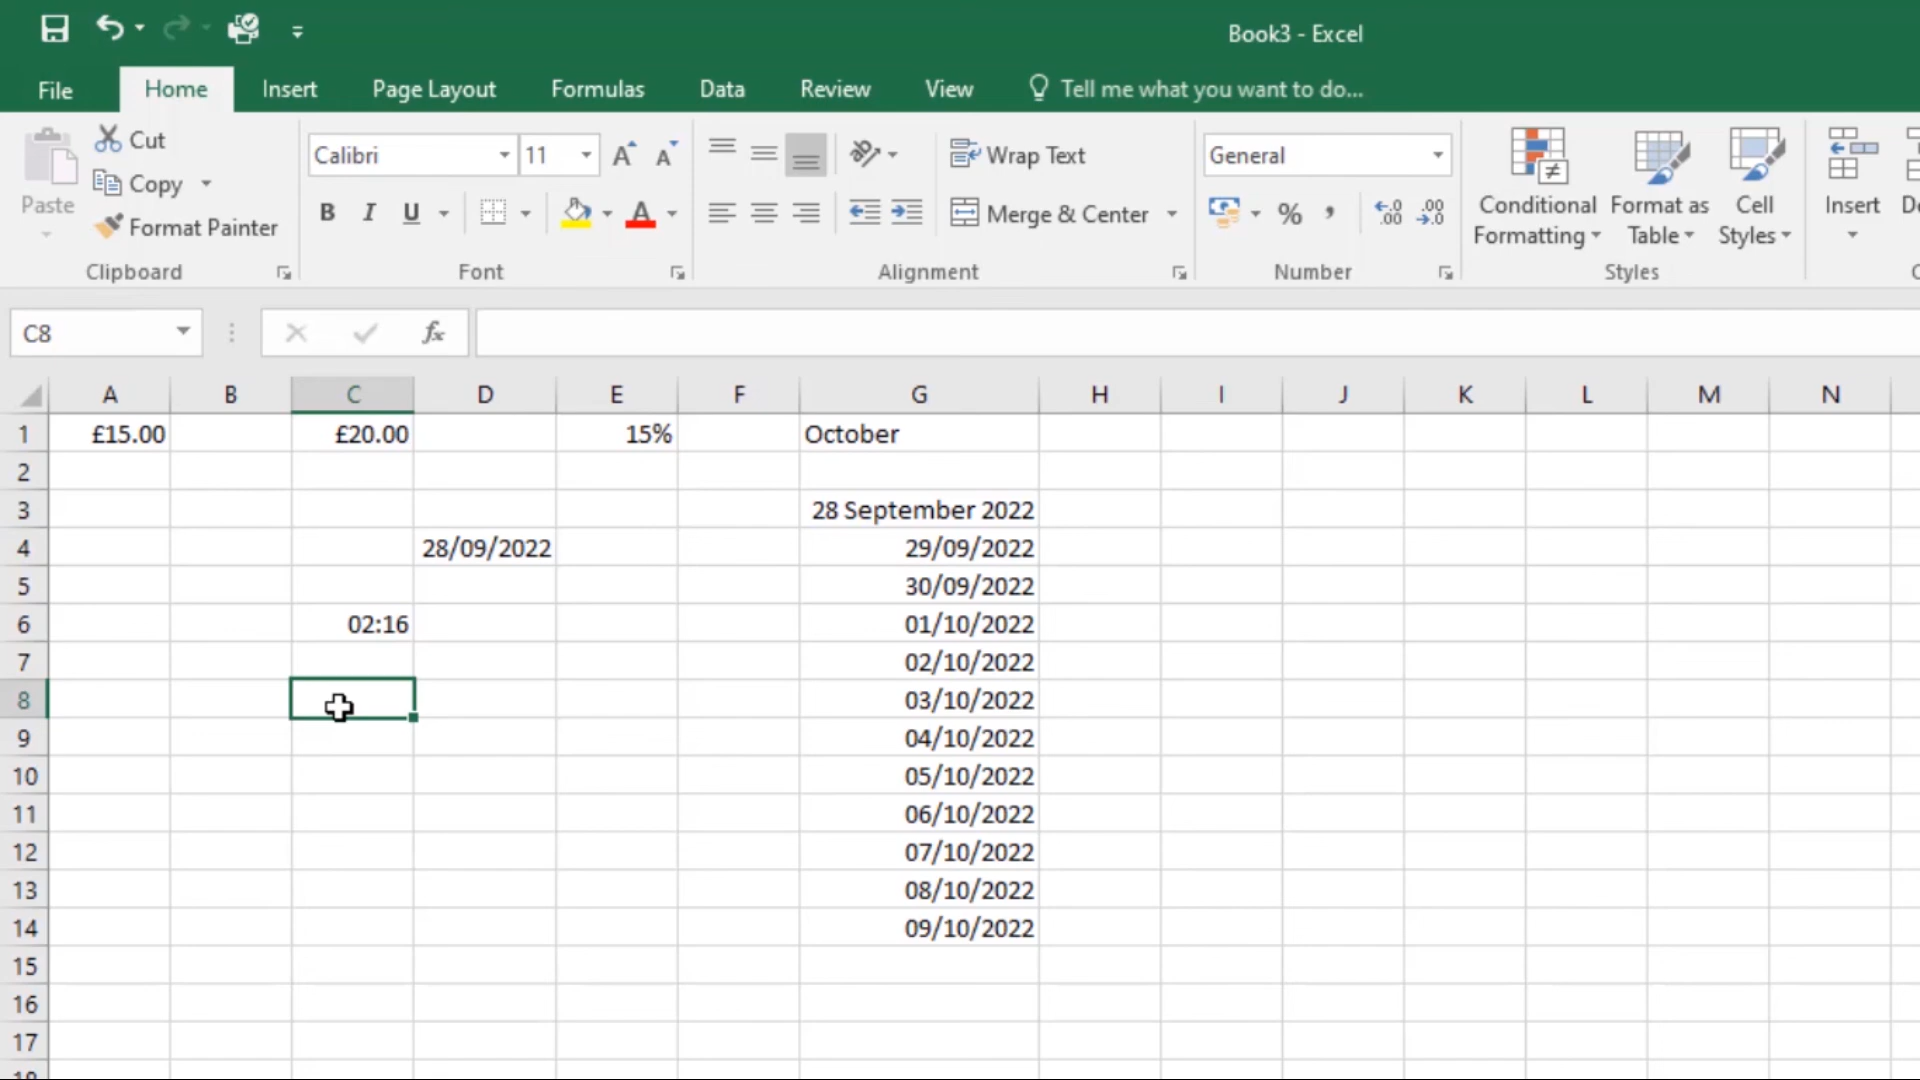 Book3 - Excel
File Home Insert Page Layout Formulas Data Review View Tell me what you want to do...
Paste
Cut
Copy
Format Painter
Clipboard
Calibri 11
B I U
Font
Wrap Text
Merge & Center
Alignment
General
%
Number
Conditional Formatting
Format as Table
Cell Styles
Styles
Insert
C8 fx
A B C D E F G H I J K L M N
1 £15.00 £20.00 15% October
2
3 28 September 2022
4 28/09/2022 29/09/2022
5 30/09/2022
6 02:16 01/10/2022
7 02/10/2022
8 03/10/2022
9 04/10/2022
10 05/10/2022
11 06/10/2022
12 07/10/2022
13 08/10/2022
14 09/10/2022
15
16
17